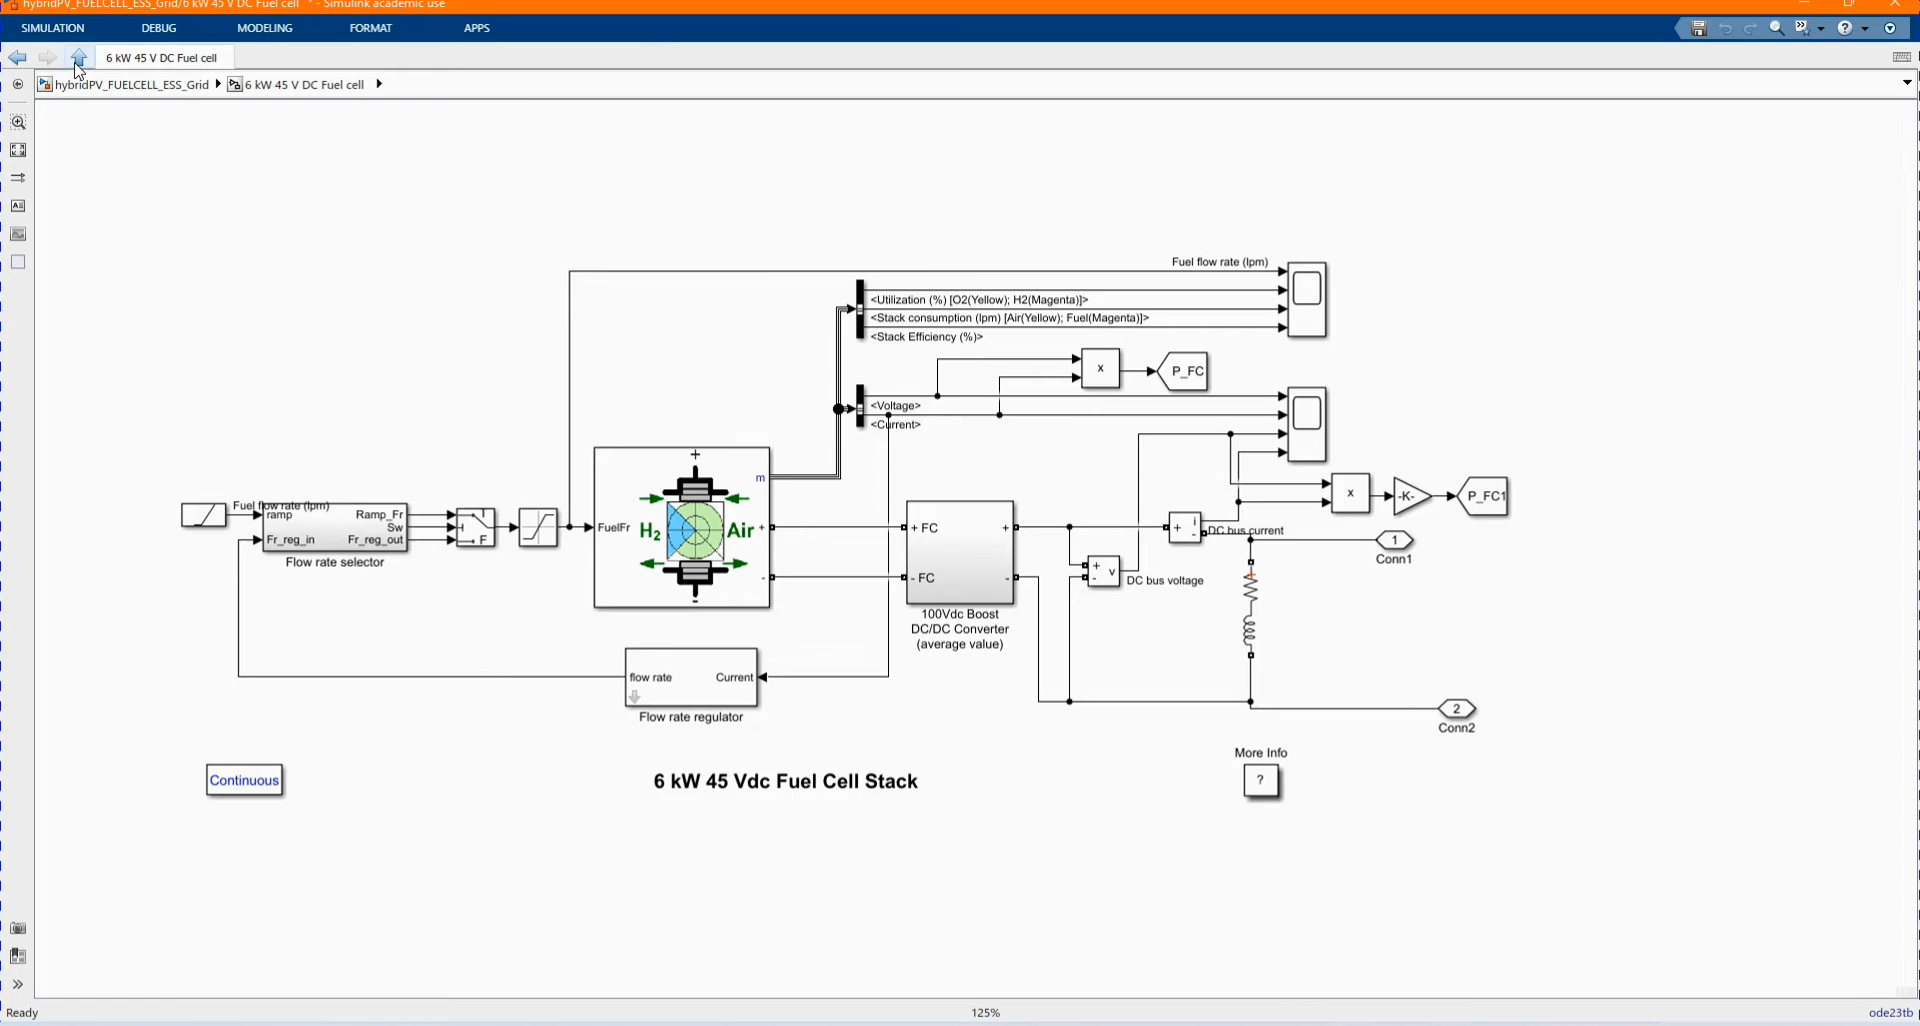 hybridPV_FUELCELL_ESS_Grid/6 kW 45 V DC Fuel cell * - Simulink academic use
SIMULATION DEBUG MODELING FORMAT APPS
6 kW 45 V DC Fuel cell
hybridPV_FUELCELL_ESS_Grid 6 kW 45 V DC Fuel cell
Fuel flow rate (lpm)
<Utilization (%) [O2(Yellow); H2(Magenta)]>
<Stack consumption (lpm) [Air(Yellow); Fuel(Magenta)]>
<Stack Efficiency (%)>
x
P_FC
<Voltage>
<Current>
+
m
x
-K-
P_FC1
Fuel flow rate (lpm)
ramp
Ramp_Fr
Sw
Fr_reg_in
Fr_reg_out
Flow rate selector
T
F
FuelFr
H2
Air
+
-
-
+ FC
+
- FC
-
100Vdc Boost
DC/DC Converter
(average value)
+ i
-
DC bus current
1
Conn1
+
-
v
DC bus voltage
+
flow rate
Current
Flow rate regulator
2
Conn2
More Info
?
Continuous
6 kW 45 Vdc Fuel Cell Stack
Ready
125%
ode23tb